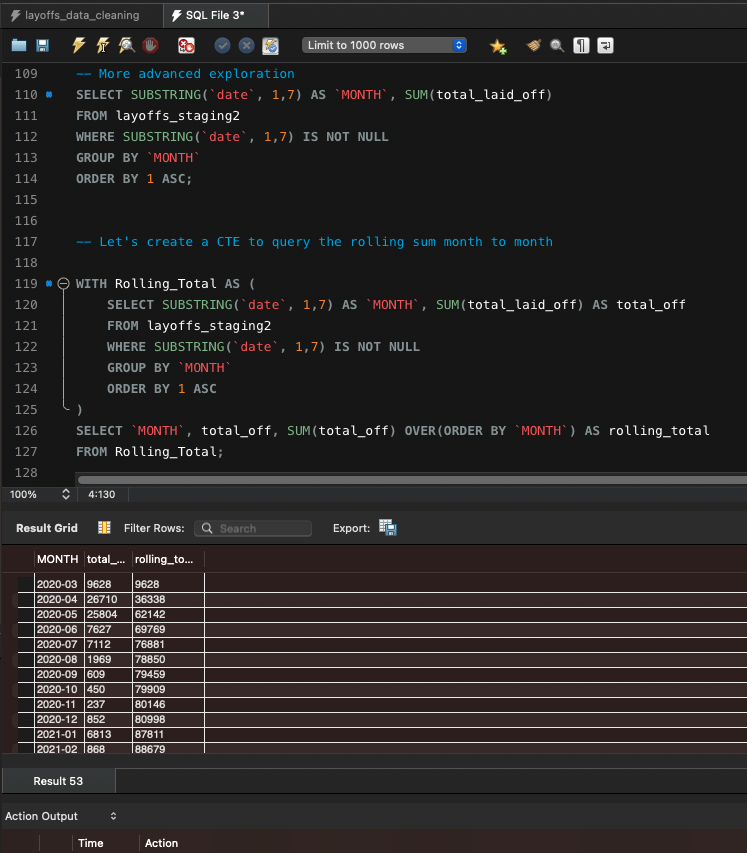 layoffs_data_cleaning SQL File 3*
Limit to 1000 rows
109 -- More advanced exploration
110 SELECT SUBSTRING(`date`, 1,7) AS `MONTH`, SUM(total_laid_off)
111 FROM layoffs_staging2
112 WHERE SUBSTRING(`date`, 1,7) IS NOT NULL
113 GROUP BY `MONTH`
114 ORDER BY 1 ASC;
115
116
117 -- Let's create a CTE to query the rolling sum month to month
118
119 WITH Rolling_Total AS (
120 SELECT SUBSTRING(`date`, 1,7) AS `MONTH`, SUM(total_laid_off) AS total_off
121 FROM layoffs_staging2
122 WHERE SUBSTRING(`date`, 1,7) IS NOT NULL
123 GROUP BY `MONTH`
124 ORDER BY 1 ASC
125 )
126 SELECT `MONTH`, total_off, SUM(total_off) OVER(ORDER BY `MONTH`) AS rolling_total
127 FROM Rolling_Total;
128
100% 4:130
Result Grid Filter Rows: Search Export:
MONTH total_... rolling_to...
2020-03 9628 9628
2020-04 26710 36338
2020-05 25804 62142
2020-06 7627 69769
2020-07 7112 76881
2020-08 1969 78850
2020-09 609 79459
2020-10 450 79909
2020-11 237 80146
2020-12 852 80998
2021-01 6813 87811
2021-02 868 88679
Result 53
Action Output
Time Action